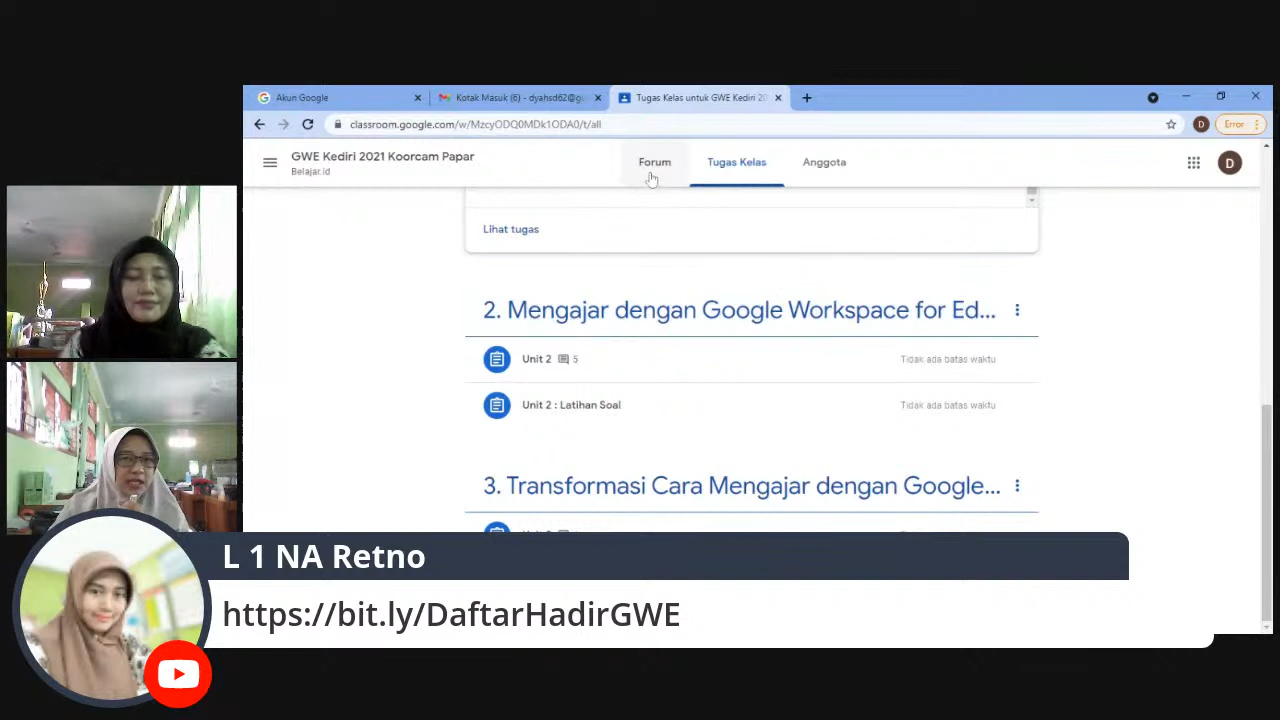 Akun Google
Kotak Masuk (6) - dyahsd62@gu
Tugas Kelas untuk GWE Kediri 20
classroom.google.com/w/MzcyODQ0MDk1ODA0/t/all
D
Error
GWE Kediri 2021 Koorcam Papar
Belajar.id
Forum
Tugas Kelas
Anggota
D
Lihat tugas
2. Mengajar dengan Google Workspace for Ed...
Unit 2
5
Tidak ada batas waktu
Unit 2 : Latihan Soal
Tidak ada batas waktu
3. Transformasi Cara Mengajar dengan Google...
L 1 NA Retno
https://bit.ly/DaftarHadirGWE